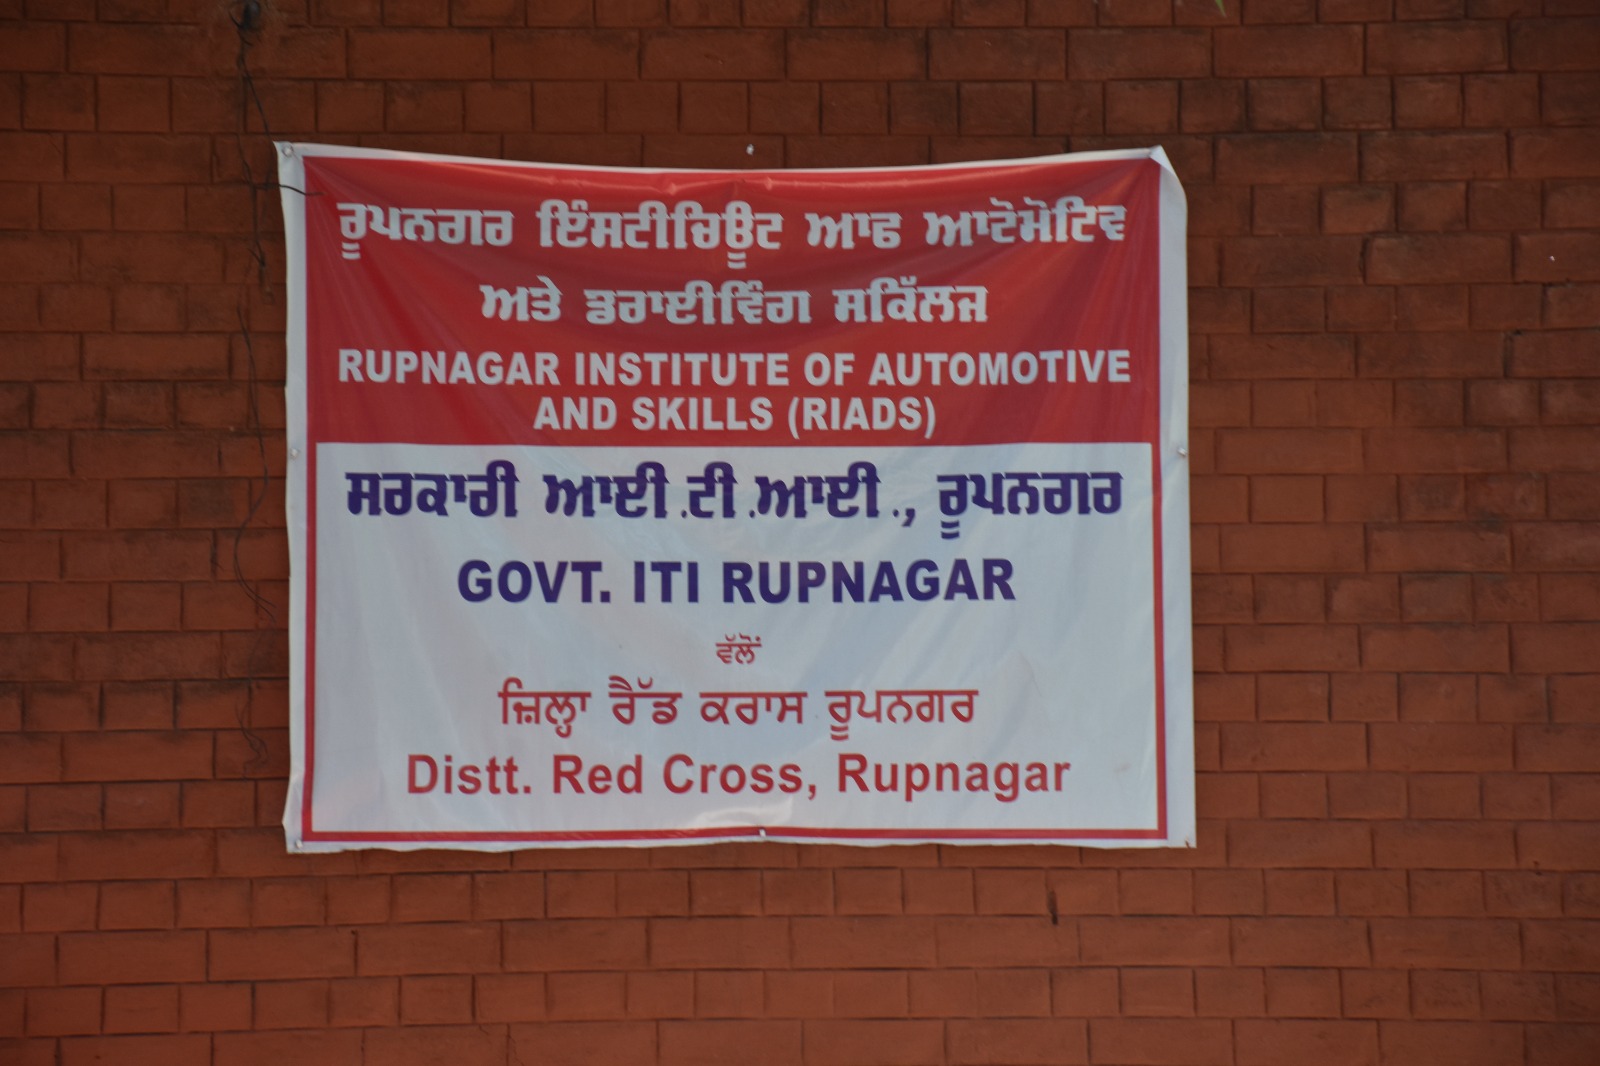 ਰੂਪਨਗਰ ਇੰਸਟੀਚਿਊਟ ਆਫ ਆਟੋਮੋਟਿਵ
ਅਤੇ ਡਰਾਈਵਿੰਗ ਸਕਿੱਲਜ
RUPNAGAR INSTITUTE OF AUTOMOTIVE
AND SKILLS (RIADS)
ਸਰਕਾਰੀ ਆਈ.ਟੀ.ਆਈ., ਰੂਪਨਗਰ
GOVT. ITI RUPNAGAR
ਵੱਲੋਂ
ਜ਼ਿਲ੍ਹਾ ਰੈੱਡ ਕਰਾਸ ਰੂਪਨਗਰ
Distt. Red Cross, Rupnagar